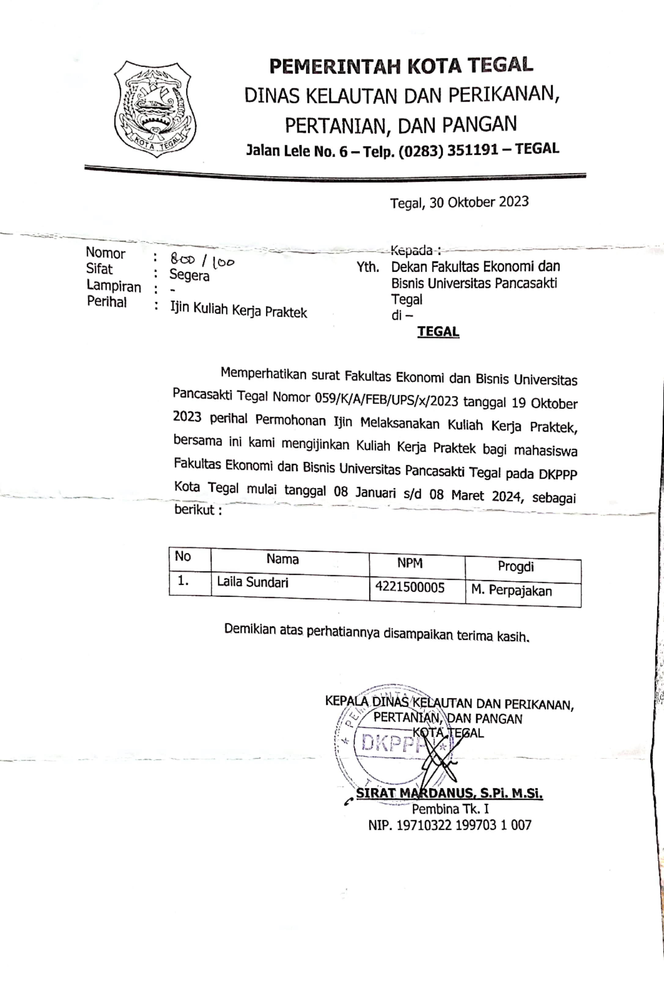 PEMERINTAH KOTA TEGAL
DINAS KELAUTAN DAN PERIKANAN,
PERTANIAN, DAN PANGAN
Jalan Lele No. 6 – Telp. (0283) 351191 – TEGAL
KOTA TEGAL
Tegal, 30 Oktober 2023
Nomor : 800 / 100
Sifat : Segera
Lampiran : -
Perihal : Ijin Kuliah Kerja Praktek
Kepada :
Yth. Dekan Fakultas Ekonomi dan
Bisnis Universitas Pancasakti
Tegal
di –
TEGAL
Memperhatikan surat Fakultas Ekonomi dan Bisnis Universitas
Pancasakti Tegal Nomor 059/K/A/FEB/UPS/x/2023 tanggal 19 Oktober
2023 perihal Permohonan Ijin Melaksanakan Kuliah Kerja Praktek,
bersama ini kami mengijinkan Kuliah Kerja Praktek bagi mahasiswa
Fakultas Ekonomi dan Bisnis Universitas Pancasakti Tegal pada DKPPP
Kota Tegal mulai tanggal 08 Januari s/d 08 Maret 2024, sebagai
berikut :
No Nama NPM Progdi
1. Laila Sundari 4221500005 M. Perpajakan
Demikian atas perhatiannya disampaikan terima kasih.
KEPALA DINAS KELAUTAN DAN PERIKANAN,
PERTANIAN, DAN PANGAN
KOTA TEGAL
DKPPP
SIRAT MARDANUS, S.Pi. M.Si.
Pembina Tk. I
NIP. 19710322 199703 1 007